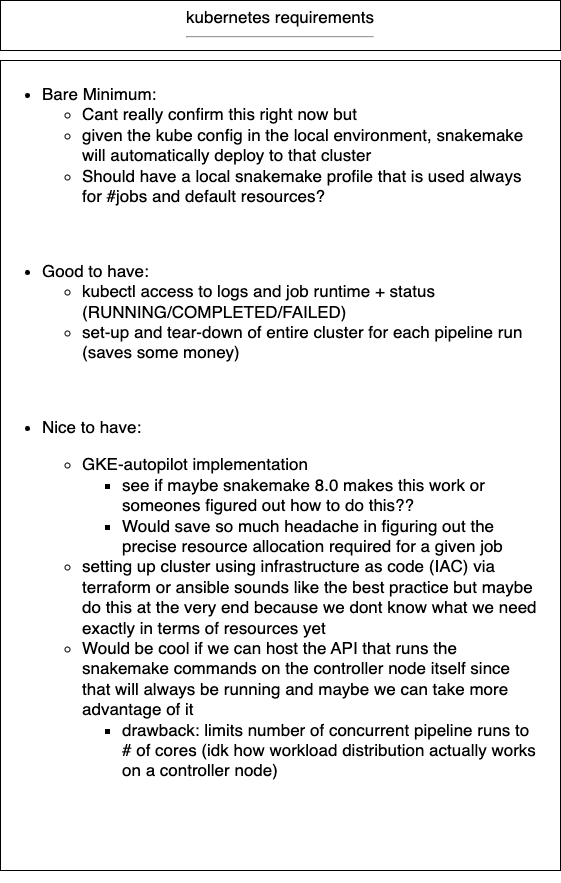 kubernetes requirements
Bare Minimum:
Cant really confirm this right now but
given the kube config in the local environment, snakemake
will automatically deploy to that cluster
Should have a local snakemake profile that is used always
for #jobs and default resources?
Good to have:
kubectl access to logs and job runtime + status
(RUNNING/COMPLETED/FAILED)
set-up and tear-down of entire cluster for each pipeline run
(saves some money)
Nice to have:
GKE-autopilot implementation
see if maybe snakemake 8.0 makes this work or
someones figured out how to do this??
Would save so much headache in figuring out the
precise resource allocation required for a given job
setting up cluster using infrastructure as code (IAC) via
terraform or ansible sounds like the best practice but maybe
do this at the very end because we dont know what we need
exactly in terms of resources yet
Would be cool if we can host the API that runs the
snakemake commands on the controller node itself since
that will always be running and maybe we can take more
advantage of it
drawback: limits number of concurrent pipeline runs to
# of cores (idk how workload distribution actually works
on a controller node)